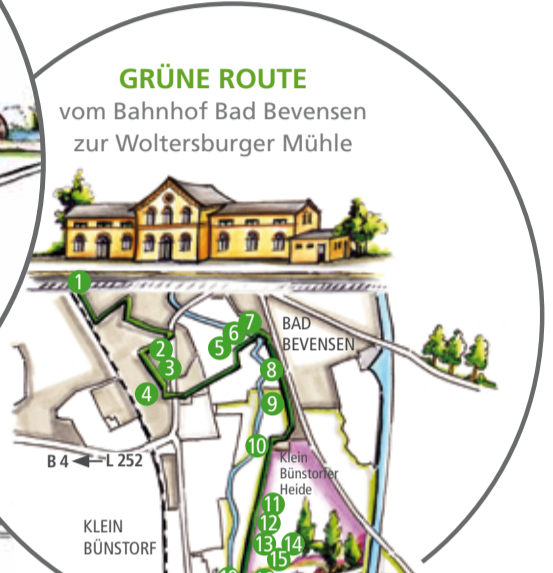 GRÜNE ROUTE
vom Bahnhof Bad Bevensen
zur Woltersburger Mühle
1
7
6
5
BAD
BEVENSEN
2
3
8
4
9
10
B 4 L 252
Klein
Bünstorfer
Heide
11
12
KLEIN
BÜNSTORF
13
14
15